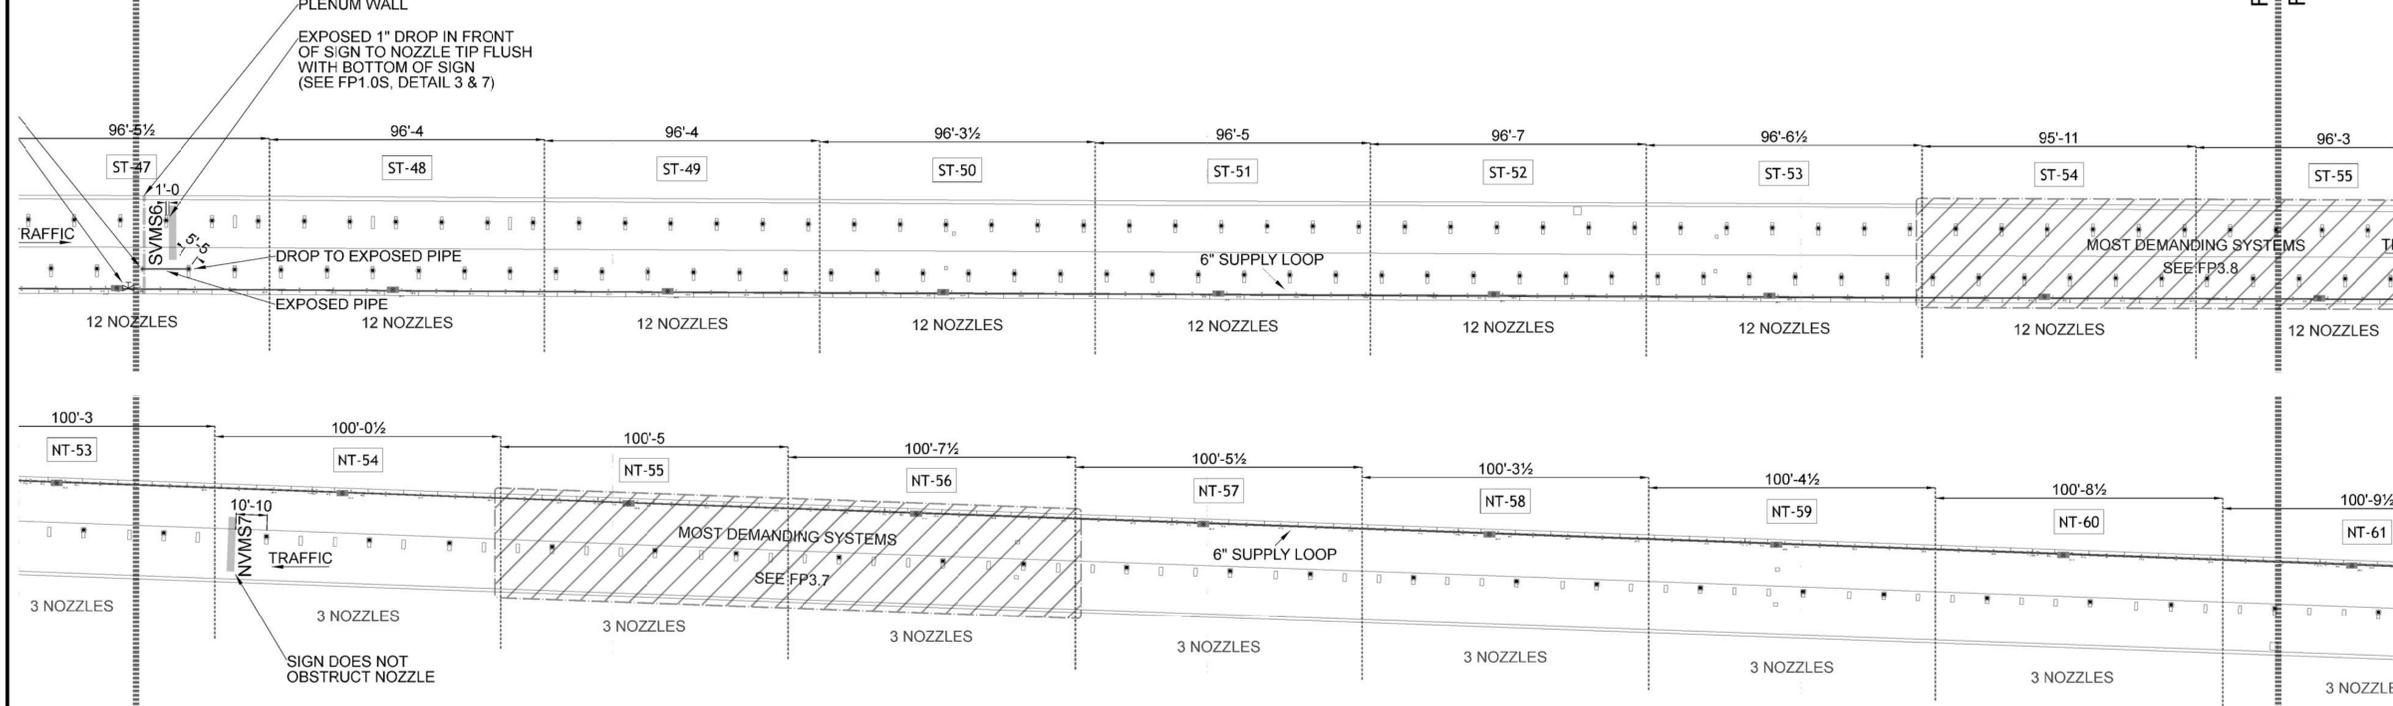 PLENUM WALL
EXPOSED 1" DROP IN FRONT
OF SIGN TO NOZZLE TIP FLUSH
WITH BOTTOM OF SIGN
(SEE FP1.0S, DETAIL 3 & 7)
96'-5½ 96'-4 96'-4 96'-3½ 96'-5 96'-7 96'-6½ 95'-11 96'-3
ST-47 ST-48 ST-49 ST-50 ST-51 ST-52 ST-53 ST-54 ST-55
1'-0
SVMS6
5'-5
RAFFIC
DROP TO EXPOSED PIPE
EXPOSED PIPE
6" SUPPLY LOOP
MOST DEMANDING SYSTEMS
SEE FP3.8
12 NOZZLES 12 NOZZLES 12 NOZZLES 12 NOZZLES 12 NOZZLES 12 NOZZLES 12 NOZZLES 12 NOZZLES 12 NOZZLES
100'-3 100'-0½ 100'-5 100'-7½ 100'-5½ 100'-3½ 100'-4½ 100'-8½ 100'-9½
NT-53 NT-54 NT-55 NT-56 NT-57 NT-58 NT-59 NT-60 NT-61
10'-10
NVMS7
TRAFFIC
MOST DEMANDING SYSTEMS
SEE FP3.7
6" SUPPLY LOOP
3 NOZZLES 3 NOZZLES 3 NOZZLES 3 NOZZLES 3 NOZZLES 3 NOZZLES 3 NOZZLES 3 NOZZLES 3 NOZZLE
SIGN DOES NOT
OBSTRUCT NOZZLE